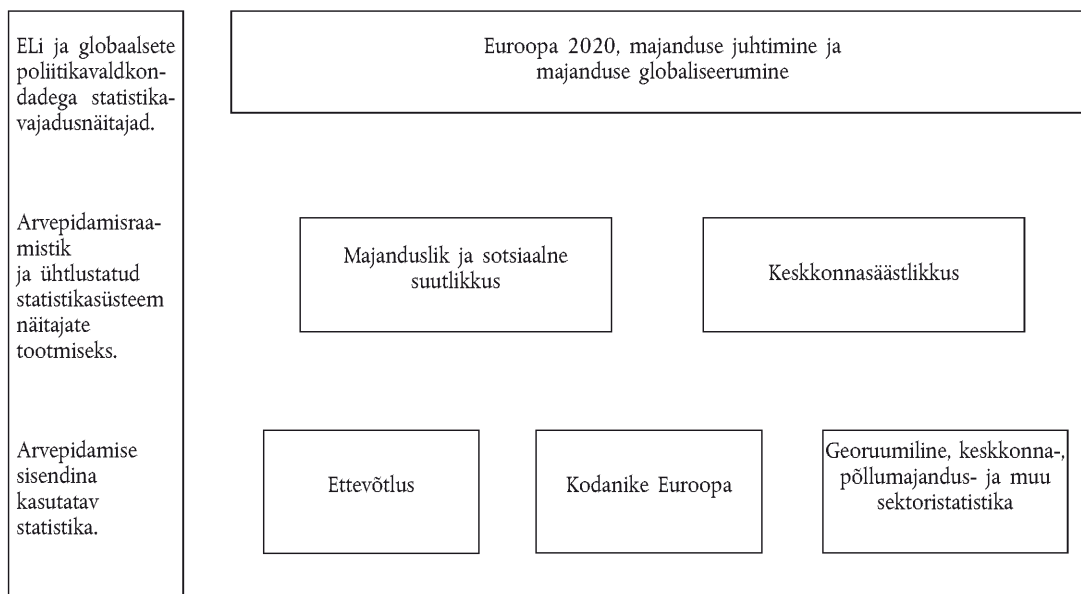 ELi ja globaalsete
poliitikavaldkon-
dadega statistika-
vajadusnäitajad.
Euroopa 2020, majanduse juhtimine ja
majanduse globaliseerumine
Arvepidamisraa-
mistik
ja ühtlustatud
statistikasüsteem
näitajate
tootmiseks.
Majanduslik ja sotsiaalne
suutlikkus
Keskkonnasäästlikkus
Arvepidamise
sisendina
kasutatav
statistika.
Ettevõtlus
Kodanike Euroopa
Georuumiline, keskkonna-,
põllumajandus- ja muu
sektoristatistika